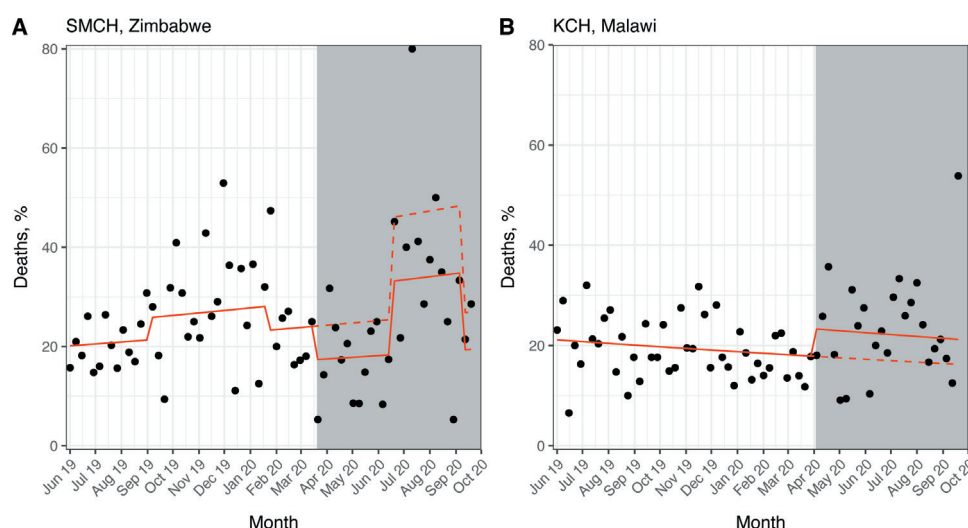 A SMCH, Zimbabwe
80
60
40
20
0
Deaths, %
Jun 19 Jul 19 Aug 19 Sep 19 Oct 19 Nov 19 Dec 19 Jan 20 Feb 20 Mar 20 Apr 20 May 20 Jun 20 Jul 20 Aug 20 Sep 20 Oct 20
Month
B KCH, Malawi
80
60
40
20
0
Deaths, %
Jun 19 Jul 19 Aug 19 Sep 19 Oct 19 Nov 19 Dec 19 Jan 20 Feb 20 Mar 20 Apr 20 May 20 Jun 20 Jul 20 Aug 20 Sep 20 Oct 20
Month